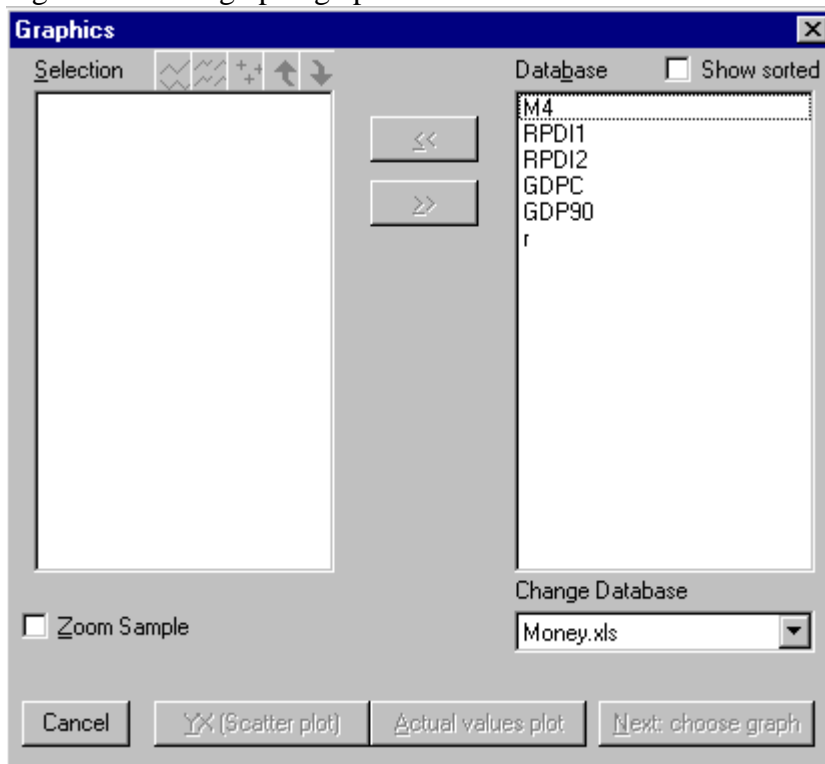 Graphics
Selection
Database Show sorted
M4
RPDI1
RPDI2
GDPC
GDP90
r
<<
>>
Change Database
Zoom Sample
Money.xls
Cancel YX (Scatter plot) Actual values plot Next: choose graph